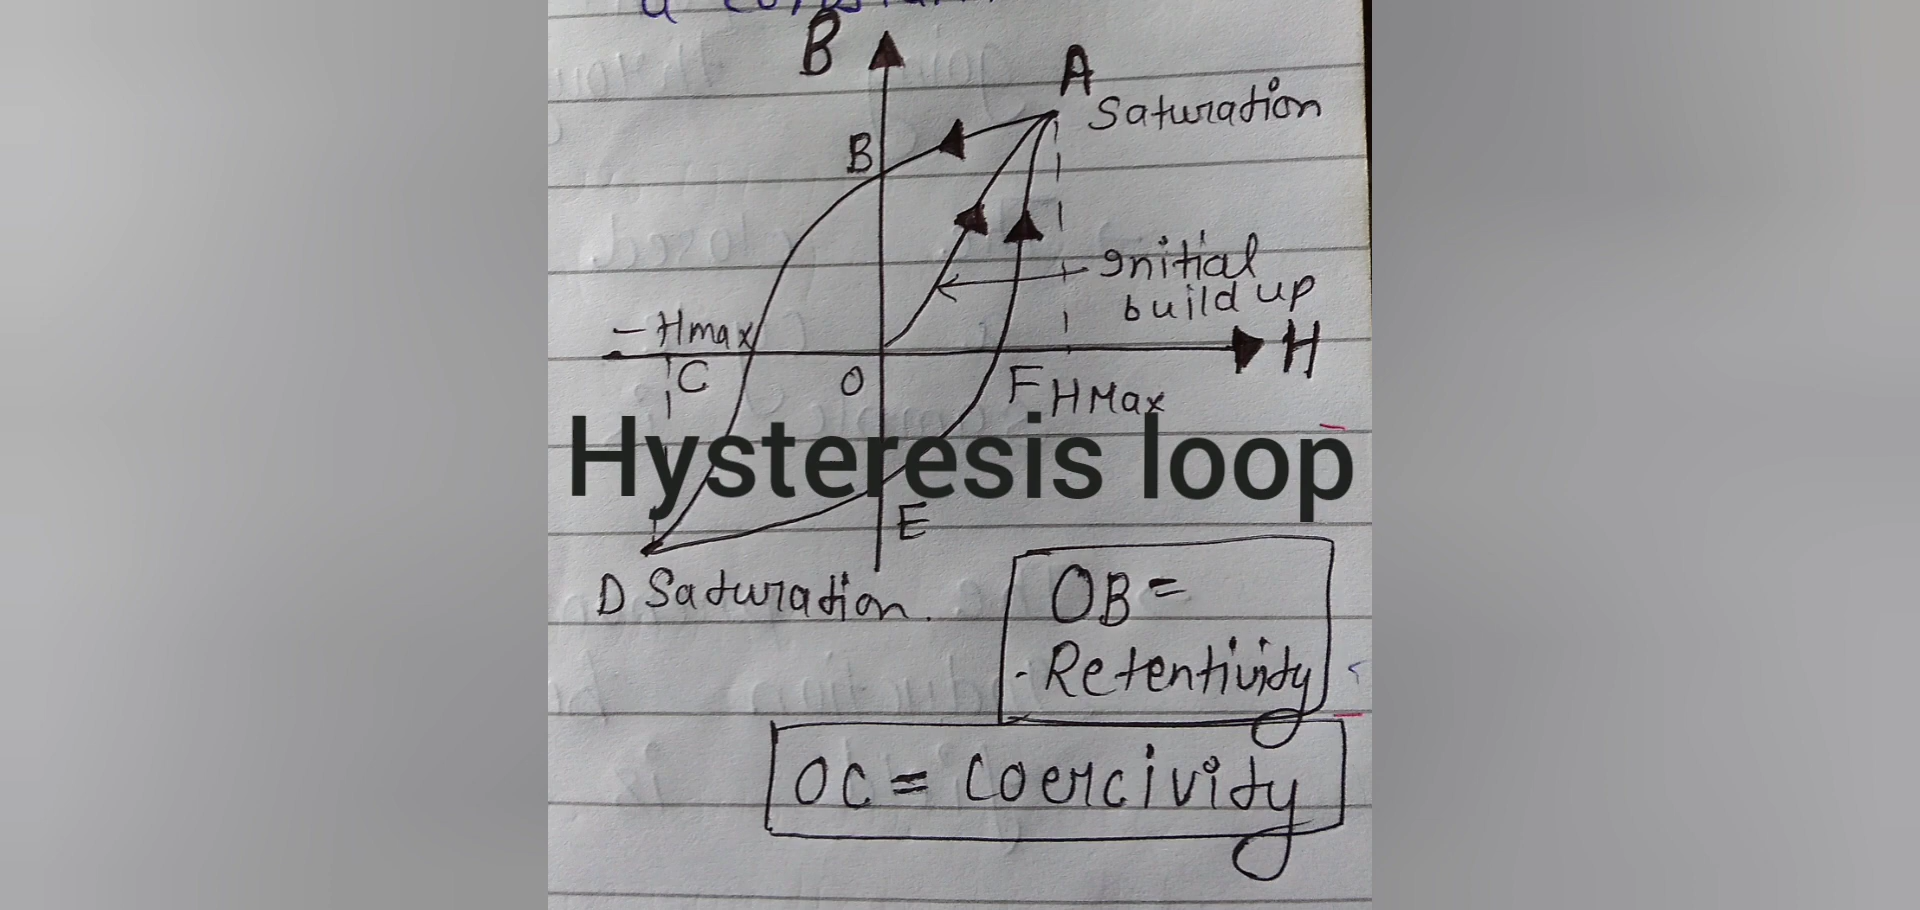 B
A
Saturation
B
Initial
build up
-Hmax
H
C
O
F HMax
Hysteresis loop
E
D Saturation.
OB =
Retentivity
OC = Coercivity